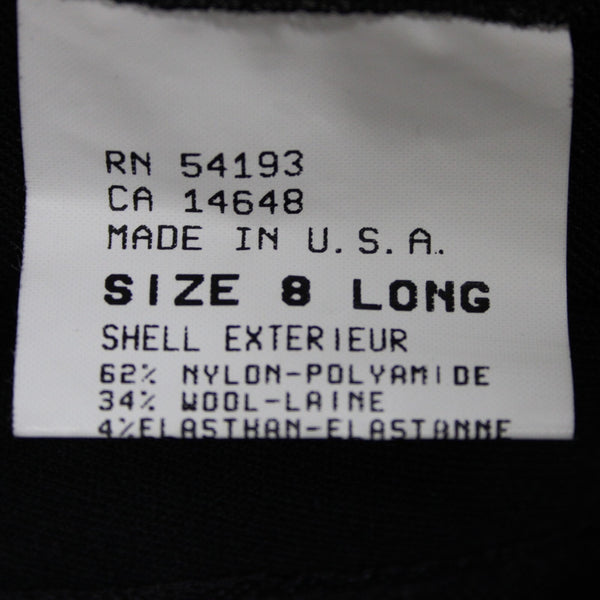 RN 54193
CA 14648
MADE IN U.S.A.
SIZE 8 LONG
SHELL EXTERIEUR
62% NYLON-POLYAMIDE
34% WOOL-LAINE
4%ELASTHAN-ELASTANNE